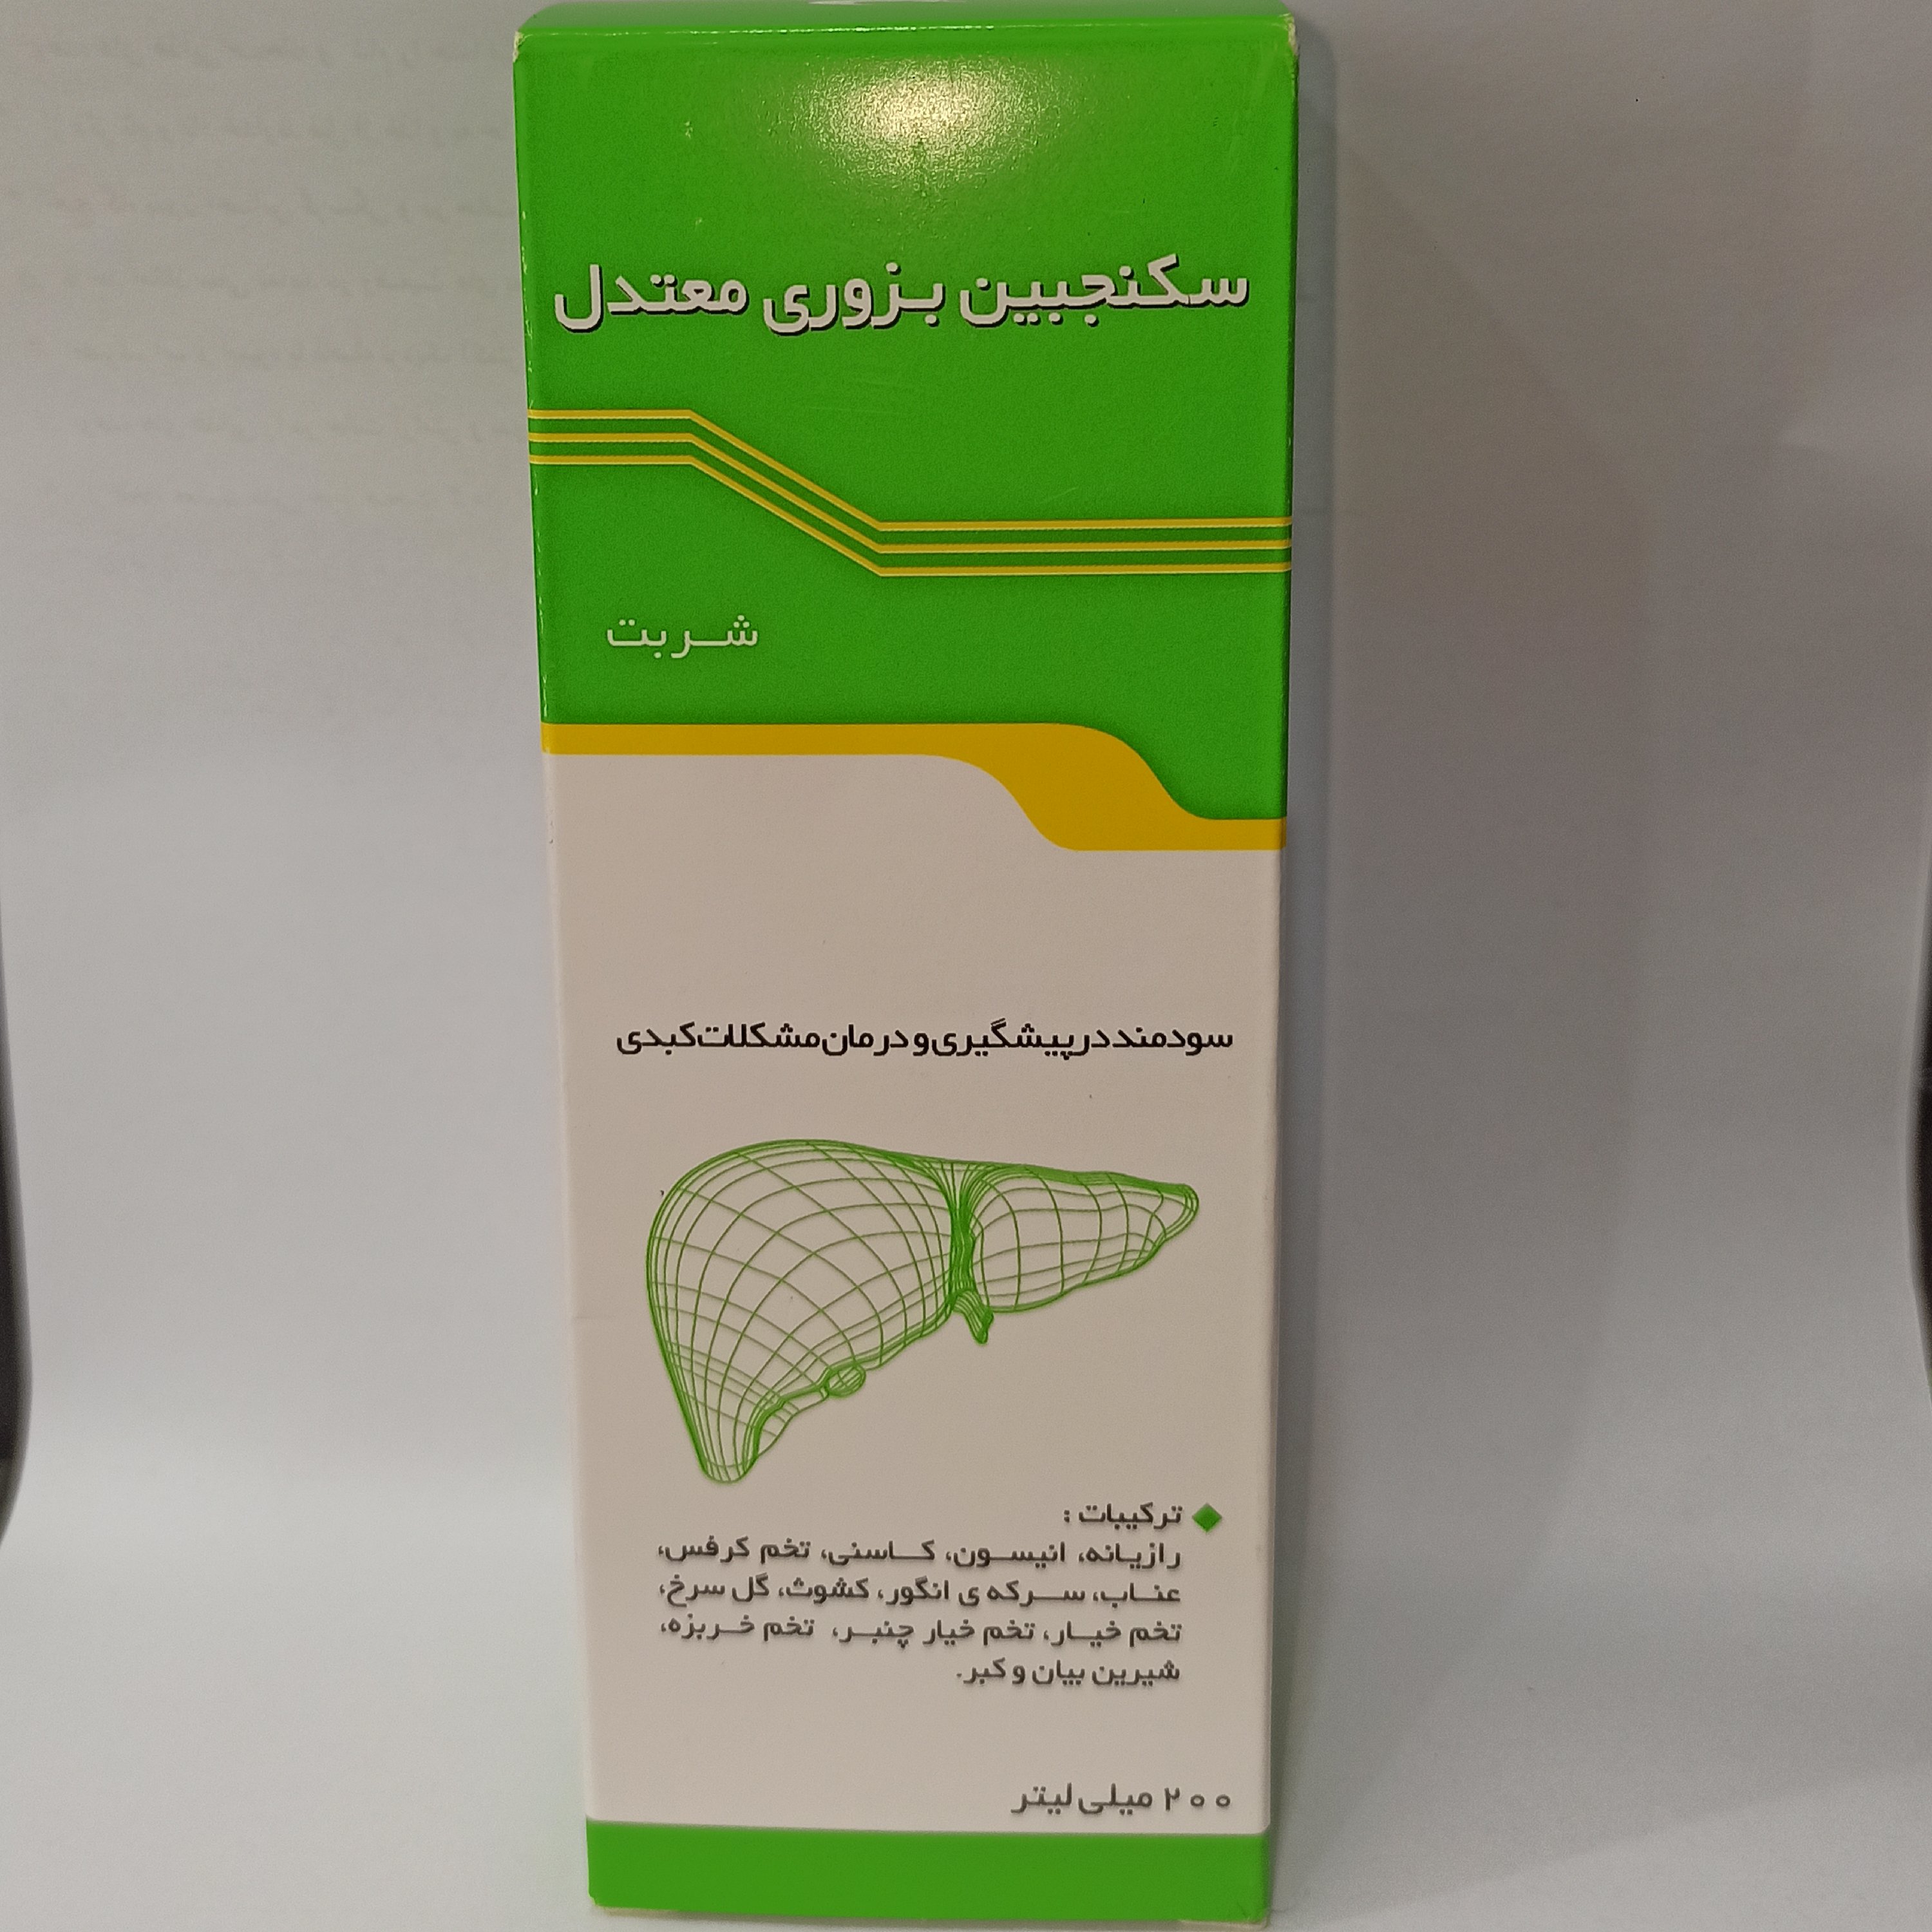 سکنجبین بزوری معتدل
شربت
سودمند در پیشگیری و درمان مشکلات کبدی
ترکیبات :
رازیانه، انیسون، کاسنی، تخم کرفس،
عناب، سرکه ی انگور، کشوث، گل سرخ،
تخم خیار، تخم خیار چنبر، تخم خربزه،
شیرین بیان و کبر.
۲۰۰ میلی لیتر